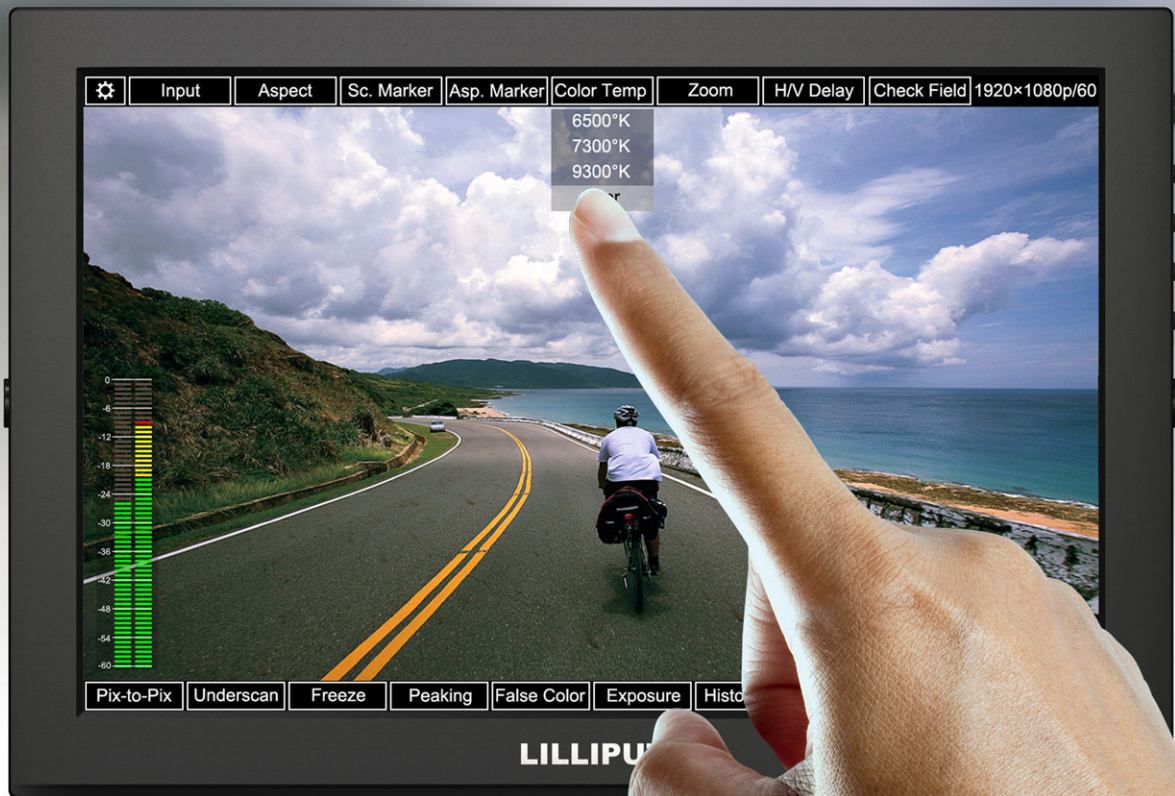 Input Aspect Sc. Marker Asp. Marker Color Temp Zoom H/V Delay Check Field 1920×1080p/60
6500°K
7300°K
9300°K
0
-6
-12
-18
-24
-30
-36
-42
-48
-54
-60
Pix-to-Pix Underscan Freeze Peaking False Color Exposure